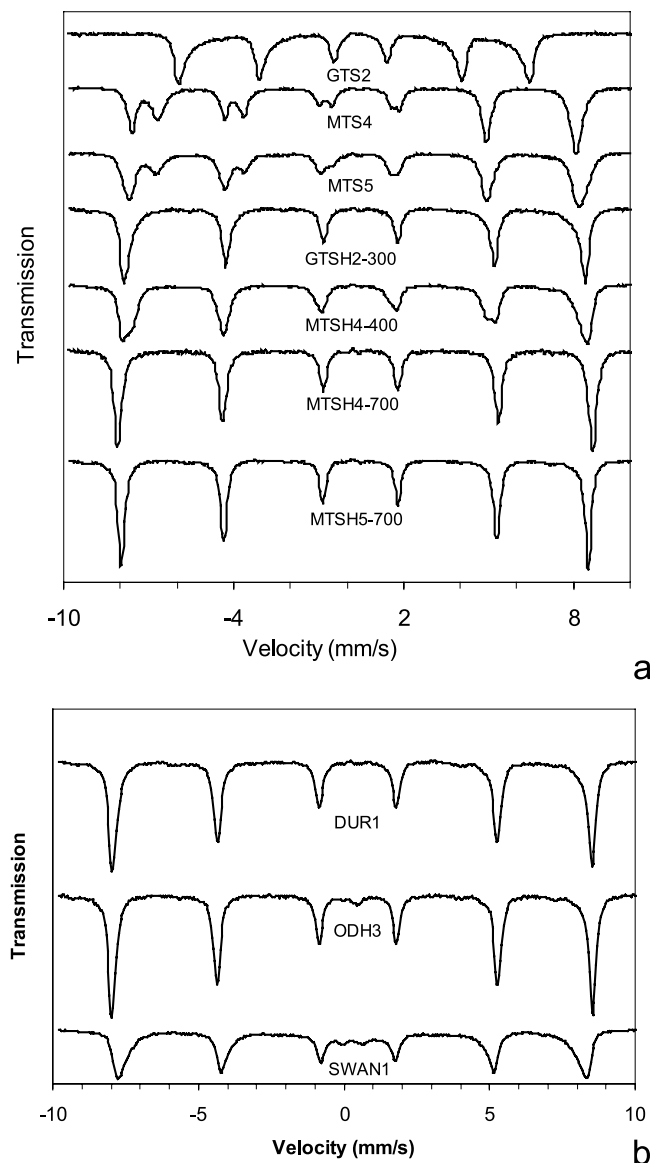 GTS2
MTS4
MTS5
GTSH2-300
MTSH4-400
MTSH4-700
MTSH5-700
Transmission
-10 -4 2 8
Velocity (mm/s)
a
DUR1
ODH3
SWAN1
Transmission
-10 -5 0 5 10
Velocity (mm/s)
b